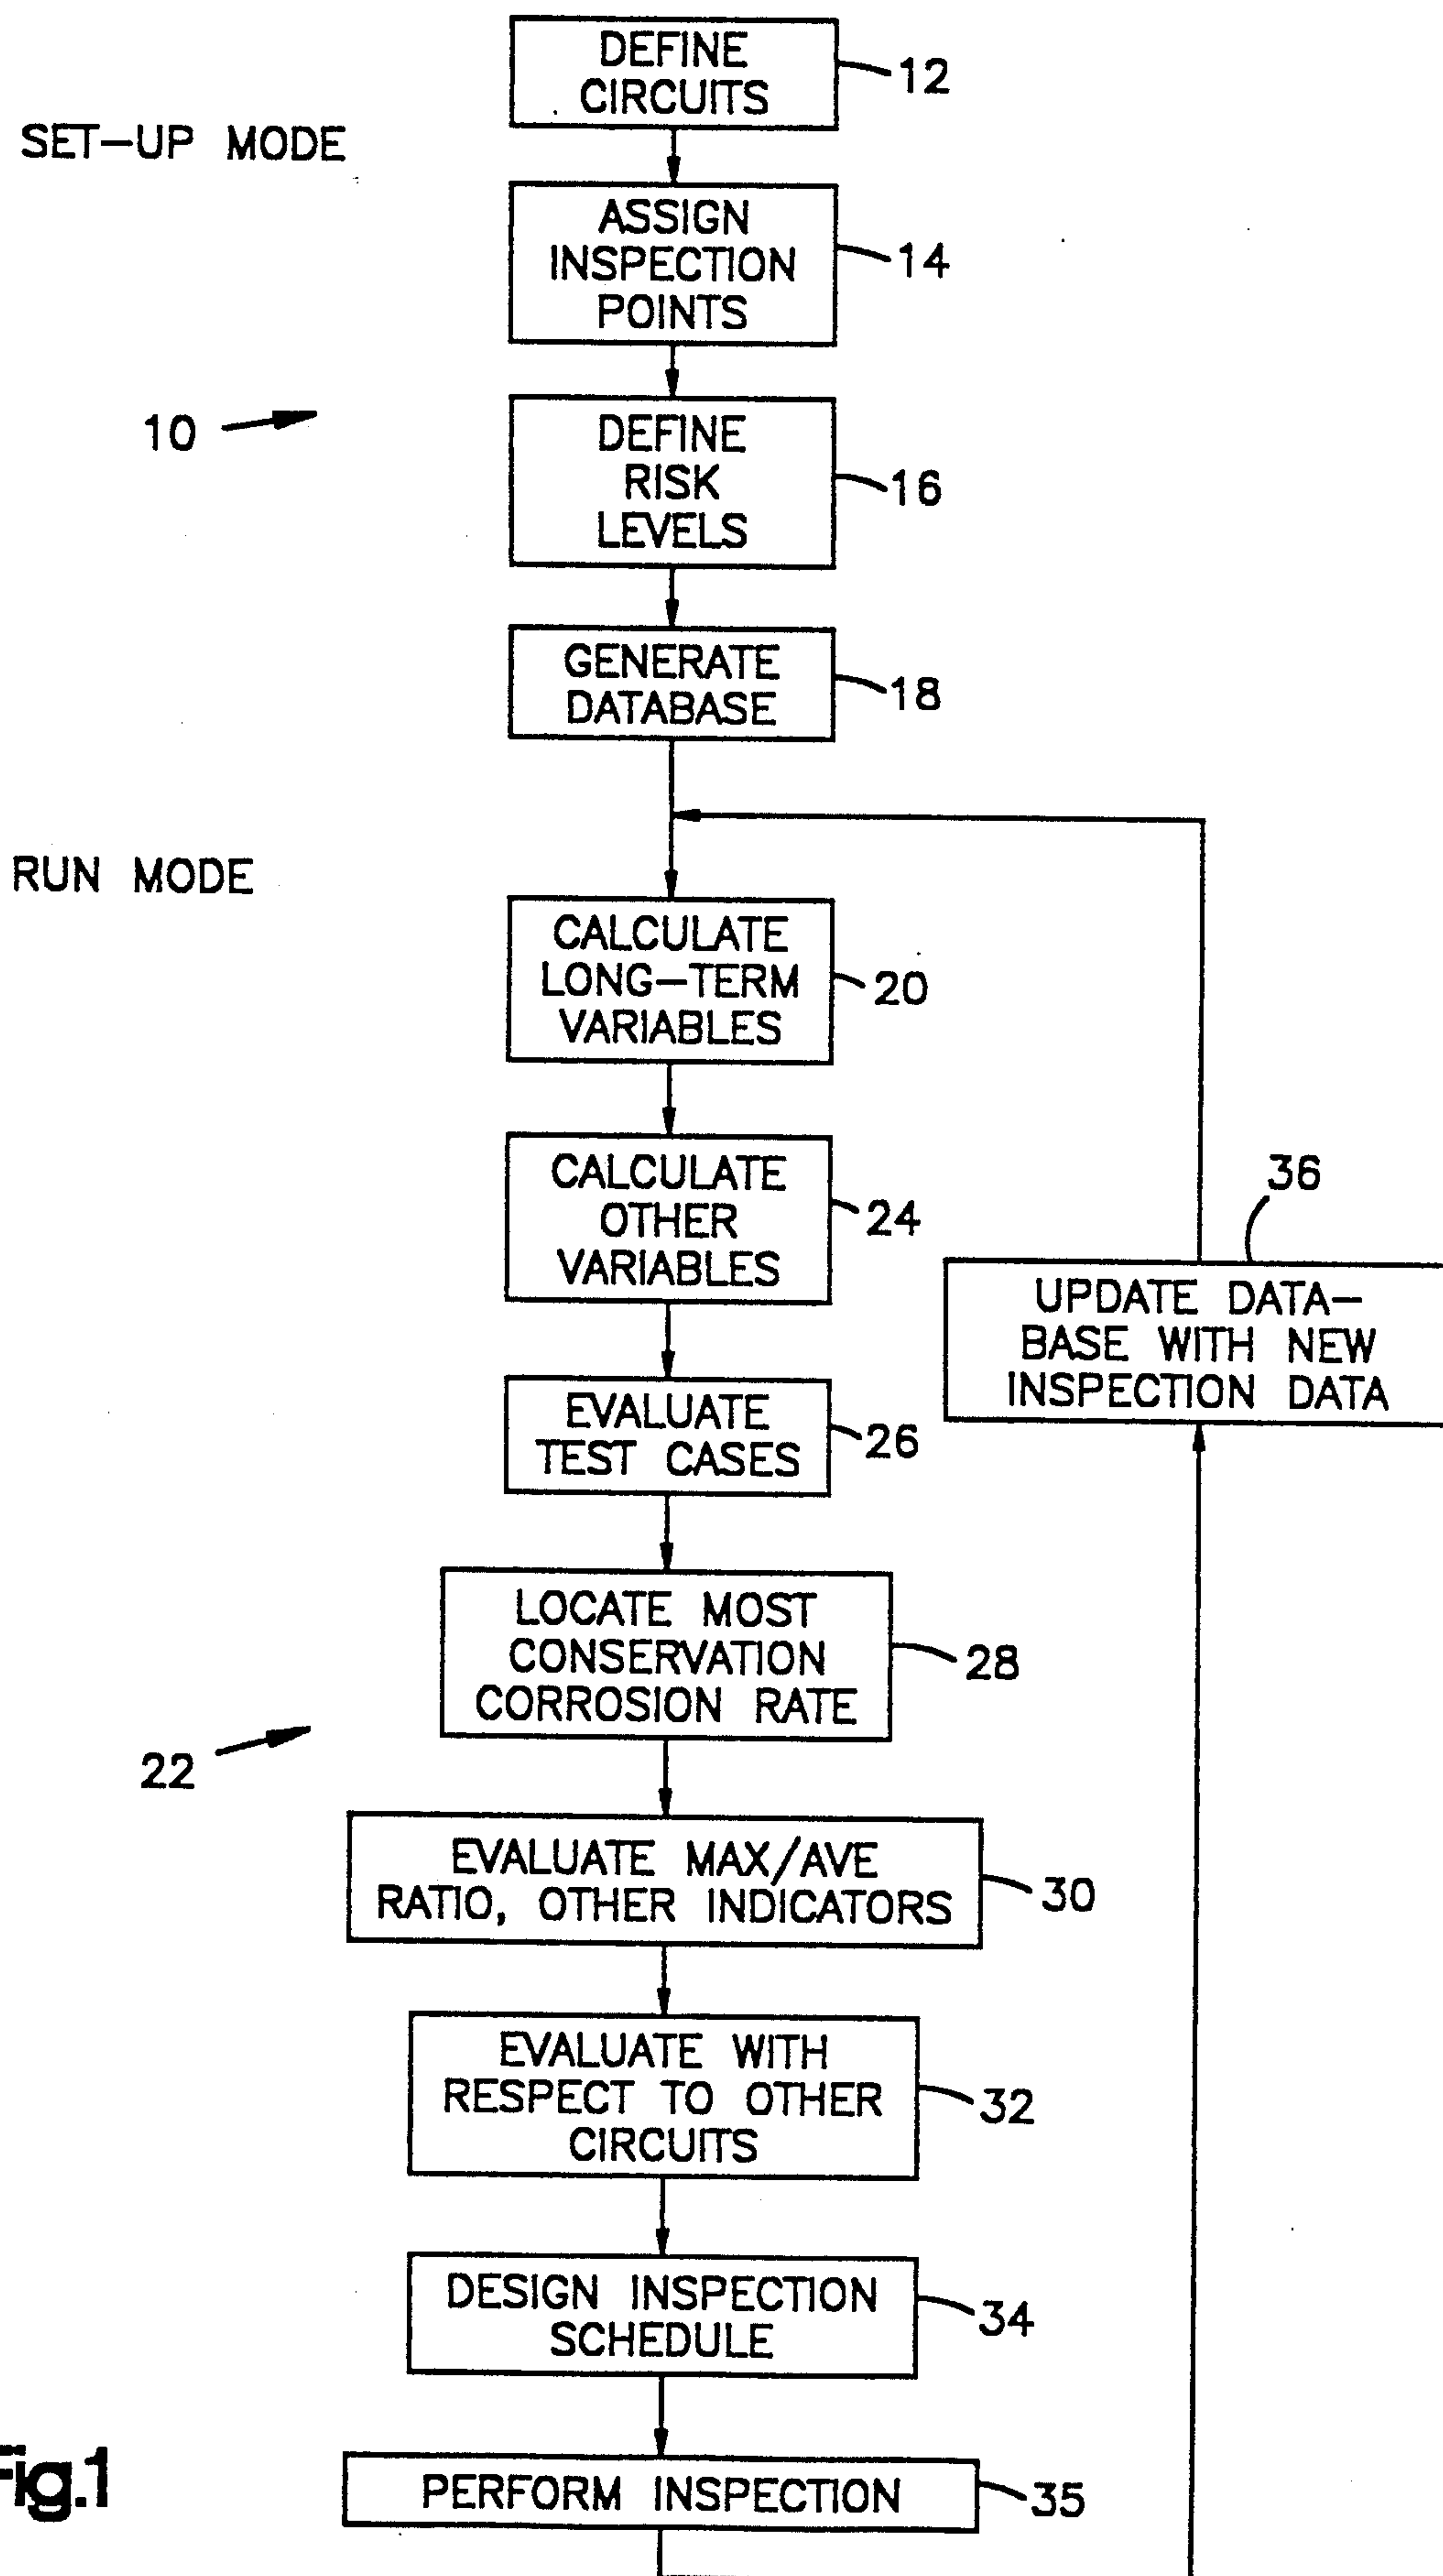 DEFINE
CIRCUITS
12
SET-UP MODE
ASSIGN
INSPECTION
POINTS
14
10
DEFINE
RISK
LEVELS
16
GENERATE
DATABASE
18
RUN MODE
CALCULATE
LONG-TERM
VARIABLES
20
CALCULATE
OTHER
VARIABLES
24
36
UPDATE DATA-
BASE WITH NEW
INSPECTION DATA
EVALUATE
TEST CASES
26
LOCATE MOST
CONSERVATION
CORROSION RATE
28
22
EVALUATE MAX/AVE
RATIO, OTHER INDICATORS
30
EVALUATE WITH
RESPECT TO OTHER
CIRCUITS
32
DESIGN INSPECTION
SCHEDULE
34
Fig.1
PERFORM INSPECTION
35